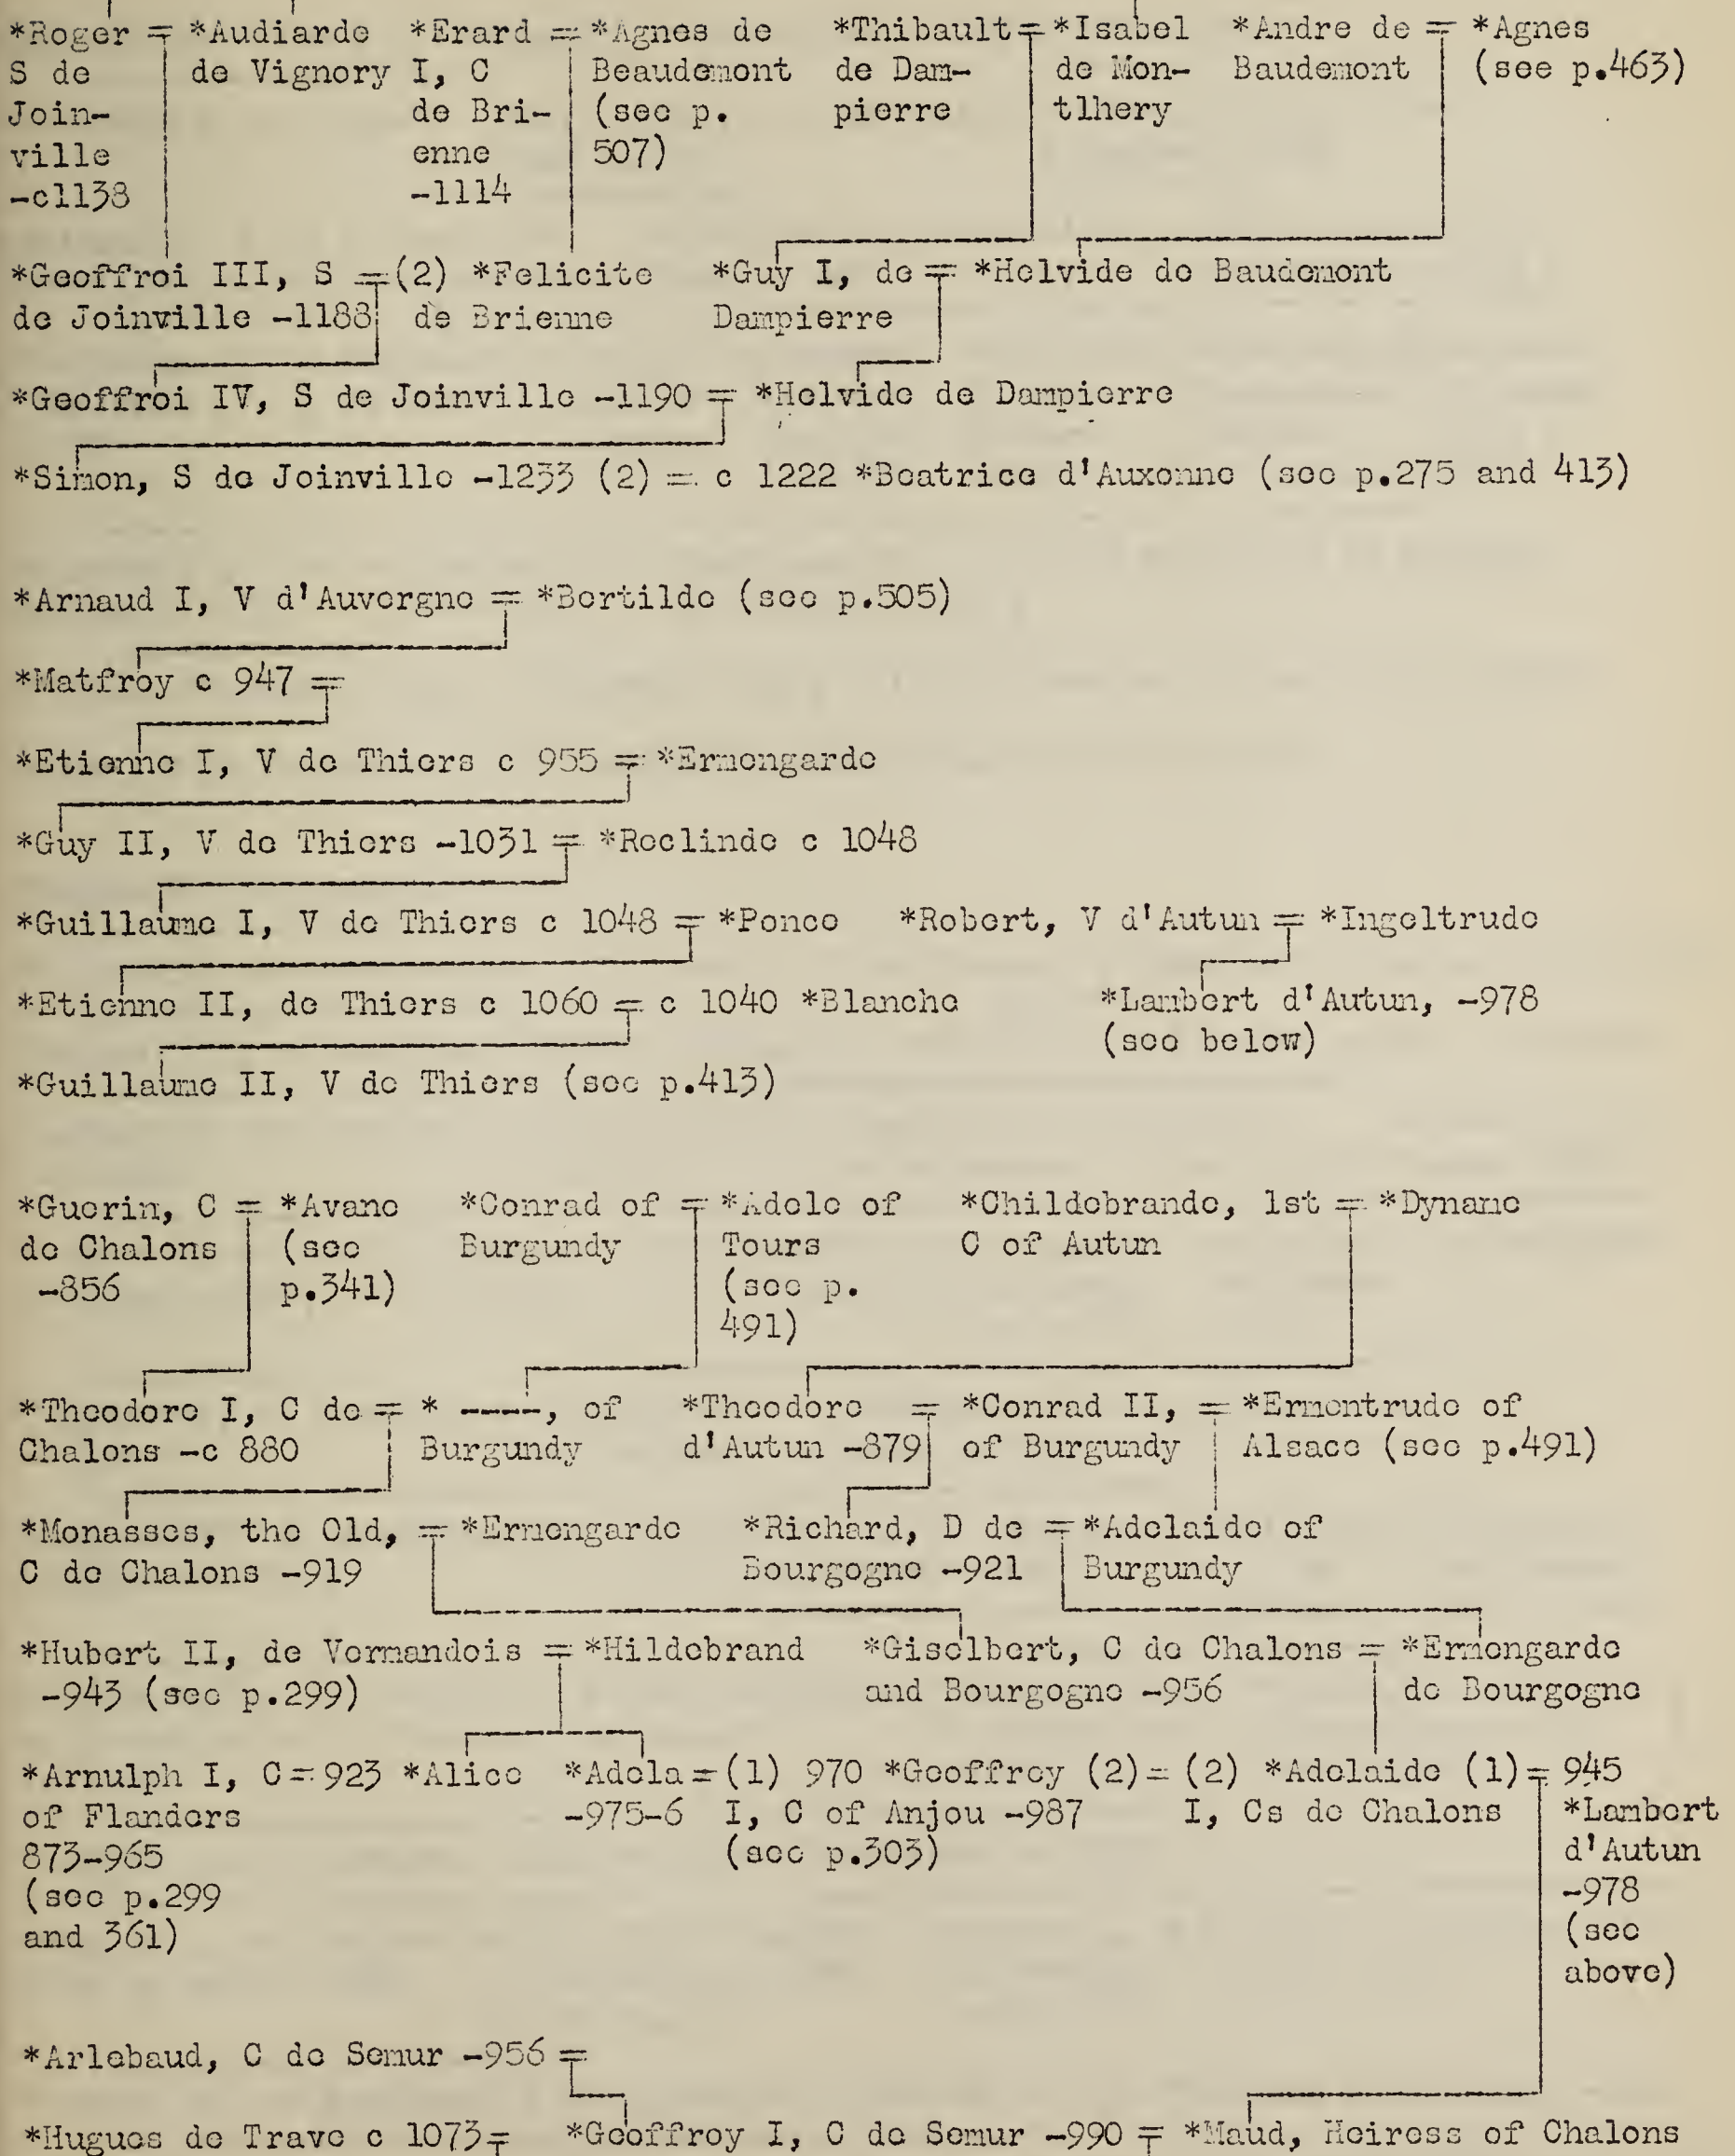 *Roger = *Audiarde *Erard = *Agnes de *Thibault = *Isabel *Andre de = *Agnes
S de de Vignory I, C Beaudemont de Dam- de Mon- Baudemont (see p.463)
Join- de Bri- (see p. pierre tlhery
ville enne 507)
-c1138 -1114
*Geoffroi III, S = (2) *Felicite *Guy I, de = *Helvide de Baudemont
de Joinville -1188 de Brienne Dampierre
*Geoffroi IV, S de Joinville -1190 = *Helvide de Dampierre
*Simon, S de Joinville -1233 (2) = c 1222 *Beatrice d'Auxonne (see p.275 and 413)
*Arnaud I, V d'Auvergne = *Bertilde (see p.505)
*Matfroy c 947 =
*Etienne I, V de Thiers c 955 = *Ermengarde
*Guy II, V de Thiers -1031 = *Reclinde c 1048
*Guillaume I, V de Thiers c 1048 = *Ponce *Robert, V d'Autun = *Ingeltrude
*Etienne II, de Thiers c 1060 = c 1040 *Blanche *Lambert d'Autun, -978
(see below)
*Guillaume II, V de Thiers (see p.413)
*Guerin, C = *Avane *Conrad of = *Adele of *Childebrande, 1st = *Dynane
de Chalons (see Burgundy Tours C of Autun
-856 p.341) (see p.
491)
*Theodore I, C de = * ----, of *Theodore = *Conrad II, = *Ermentrude of
Chalons -c 880 Burgundy d'Autun -879 of Burgundy Alsace (see p.491)
*Monasses, the Old, = *Ermengarde *Richard, D de = *Adelaide of
C de Chalons -919 Bourgogne -921 Burgundy
*Hubert II, de Vermandois = *Hildebrand *Giselbert, C de Chalons = *Ermengarde
-943 (see p.299) and Bourgogne -956 de Bourgogne
*Arnulph I, C = 923 *Alice *Adela = (1) 970 *Geoffrey (2) = (2) *Adelaide (1) = 945
of Flanders -975-6 I, C of Anjou -987 I, Cs de Chalons *Lambert
873-965 (see p.303) d'Autun
(see p.299 -978
and 361) (see
above)
*Arlebaud, C de Semur -956 =
*Hugues de Trave c 1073 = *Geoffroy I, C de Semur -990 = *Maud, Heiress of Chalons